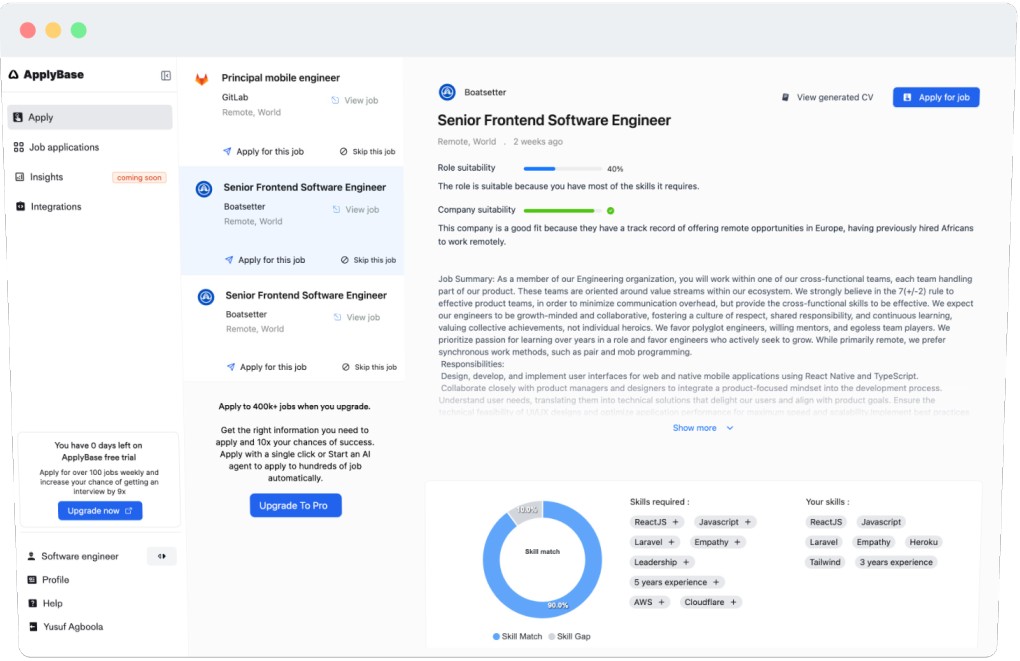 ApplyBase
Apply
Job applications
Insights
coming soon
Integrations
You have 0 days left on
ApplyBase free trial
Apply for over 100 jobs weekly and
increase your chance of getting an
interview by 9x
Upgrade now
Software engineer
Profile
Help
Yusuf Agboola
Principal mobile engineer
GitLab
View job
Remote, World
Apply for this job
Skip this job
Senior Frontend Software Engineer
Boatsetter
View job
Remote, World
Apply for this job
Skip this job
Senior Frontend Software Engineer
Boatsetter
View job
Remote, World
Apply for this job
Skip this job
Apply to 400k+ jobs when you upgrade.
Get the right information you need to
apply and 10x your chances of success.
Apply with a single click or Start an AI
agent to apply to hundreds of job
automatically.
Upgrade To Pro
Boatsetter
View generated CV
Apply for job
Senior Frontend Software Engineer
Remote, World . 2 weeks ago
Role suitability 40%
The role is suitable because you have most of the skills it requires.
Company suitability
This company is a good fit because they have a track record of offering remote opportunities in Europe, having previously hired Africans
to work remotely.
Job Summary: As a member of our Engineering organization, you will work within one of our cross-functional teams, each team handling
part of our product. These teams are oriented around value streams within our ecosystem. We strongly believe in the 7(+/-2) rule to
effective product teams, in order to minimize communication overhead, but provide the cross-functional skills to be effective. We expect
our engineers to be growth-minded and collaborative, fostering a culture of respect, shared responsibility, and continuous learning,
valuing collective achievements, not individual heroics. We favor polyglot engineers, willing mentors, and egoless team players. We
prioritize passion for learning over years in a role and favor engineers who actively seek to grow. While primarily remote, we prefer
synchronous work methods, such as pair and mob programming.
Responsibilities:
Design, develop, and implement user interfaces for web and native mobile applications using React Native and TypeScript.
Collaborate closely with product managers and designers to integrate a product-focused mindset into the development process.
Understand user needs, translating them into technical solutions that delight our users and align with product goals. Ensure the
technical feasibility of UI/UX designs and optimize application performance for maximum speed and scalability Implement best practices
Show more
10.0%
Skill match
90.0%
Skill Match
Skill Gap
Skills required :
ReactJS +
Javascript +
Laravel +
Empathy +
Leadership +
5 years experience +
AWS +
Cloudflare +
Your skills :
ReactJS
Javascript
Laravel
Empathy
Heroku
Tailwind
3 years experience